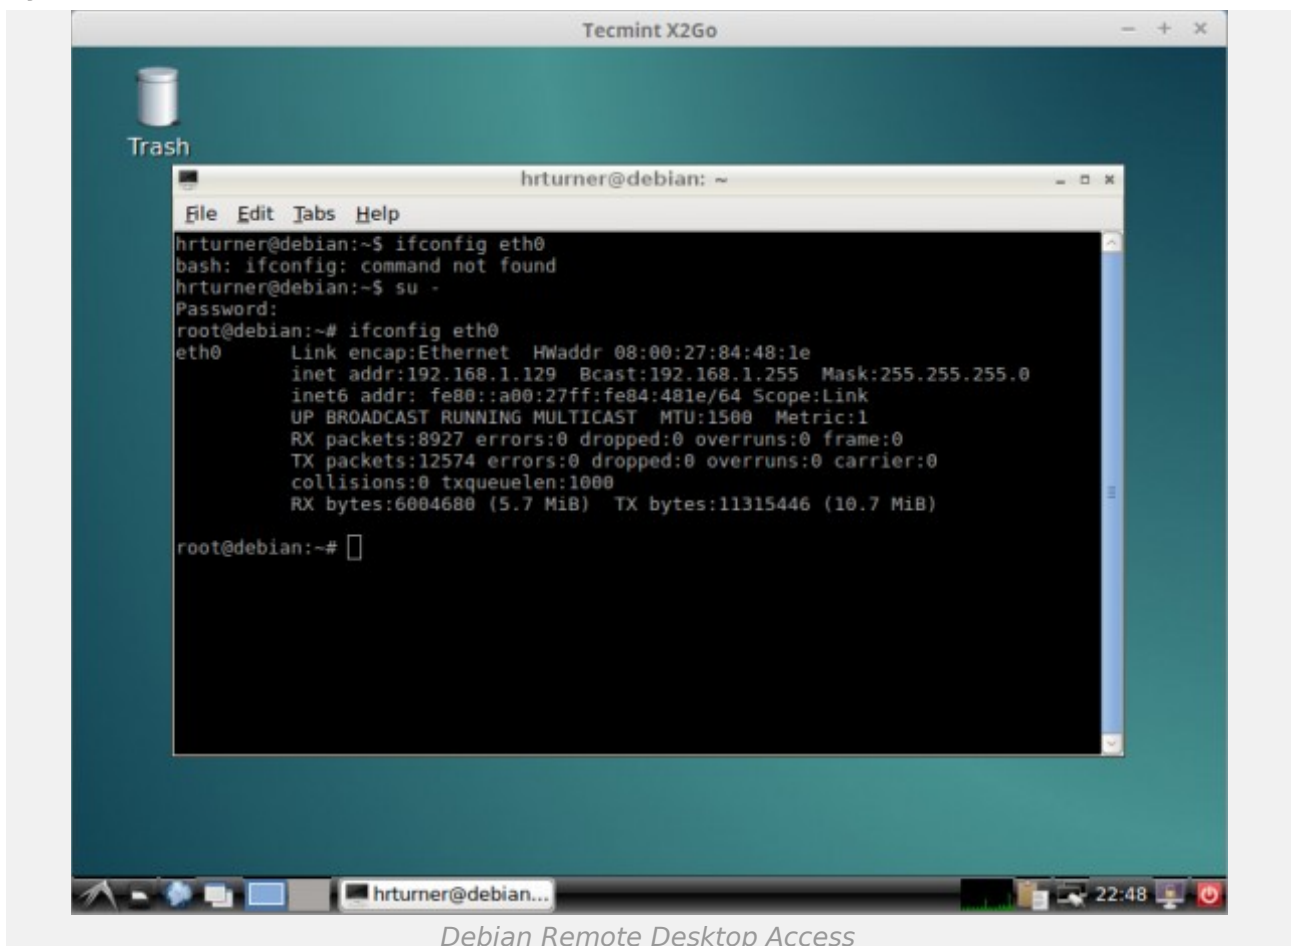 Tecmint X2Go
Trash
hrturner@debian: ~
File Edit Tabs Help
hrturner@debian:~$ ifconfig eth0
bash: ifconfig: command not found
hrturner@debian:~$ su -
Password:
root@debian:~# ifconfig eth0
eth0      Link encap:Ethernet  HWaddr 08:00:27:84:48:1e
          inet addr:192.168.1.129  Bcast:192.168.1.255  Mask:255.255.255.0
          inet6 addr: fe80::a00:27ff:fe84:481e/64 Scope:Link
          UP BROADCAST RUNNING MULTICAST  MTU:1500  Metric:1
          RX packets:8927 errors:0 dropped:0 overruns:0 frame:0
          TX packets:12574 errors:0 dropped:0 overruns:0 carrier:0
          collisions:0 txqueuelen:1000
          RX bytes:6004680 (5.7 MiB)  TX bytes:11315446 (10.7 MiB)
root@debian:~#
hrturner@debian...
22:48
Debian Remote Desktop Access